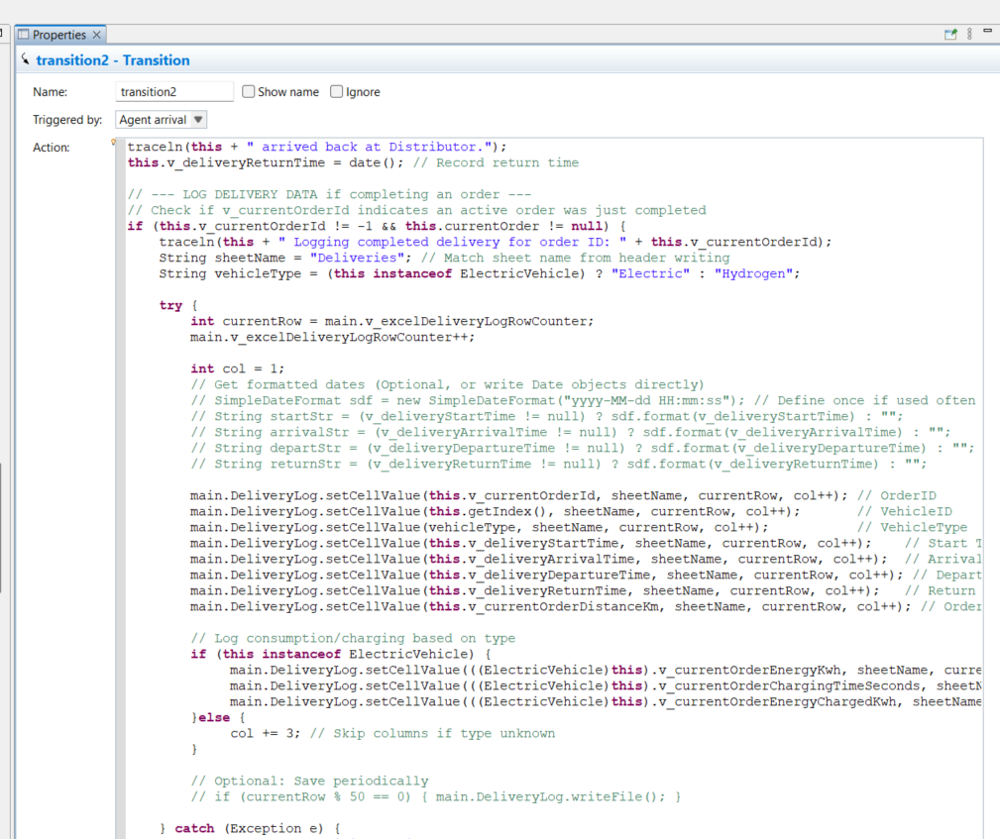 Properties
transition2 - Transition
Name: transition2 Show name Ignore
Triggered by: Agent arrival
Action:
traceln(this + " arrived back at Distributor.");
this.v_deliveryReturnTime = date(); // Record return time
// --- LOG DELIVERY DATA if completing an order ---
// Check if v_currentOrderId indicates an active order was just completed
if (this.v_currentOrderId != -1 && this.currentOrder != null) {
traceln(this + " Logging completed delivery for order ID: " + this.v_currentOrderId);
String sheetName = "Deliveries"; // Match sheet name from header writing
String vehicleType = (this instanceof ElectricVehicle) ? "Electric" : "Hydrogen";
try {
int currentRow = main.v_excelDeliveryLogRowCounter;
main.v_excelDeliveryLogRowCounter++;
int col = 1;
// Get formatted dates (Optional, or write Date objects directly)
// SimpleDateFormat sdf = new SimpleDateFormat("yyyy-MM-dd HH:mm:ss"); // Define once if used often
// String startStr = (v_deliveryStartTime != null) ? sdf.format(v_deliveryStartTime) : "";
// String arrivalStr = (v_deliveryArrivalTime != null) ? sdf.format(v_deliveryArrivalTime) : "";
// String departStr = (v_deliveryDepartureTime != null) ? sdf.format(v_deliveryDepartureTime) : "";
// String returnStr = (v_deliveryReturnTime != null) ? sdf.format(v_deliveryReturnTime) : "";
main.DeliveryLog.setCellValue(this.v_currentOrderId, sheetName, currentRow, col++); // OrderID
main.DeliveryLog.setCellValue(this.getIndex(), sheetName, currentRow, col++); // VehicleID
main.DeliveryLog.setCellValue(vehicleType, sheetName, currentRow, col++); // VehicleType
main.DeliveryLog.setCellValue(this.v_deliveryStartTime, sheetName, currentRow, col++); // Start T
main.DeliveryLog.setCellValue(this.v_deliveryArrivalTime, sheetName, currentRow, col++); // Arrival
main.DeliveryLog.setCellValue(this.v_deliveryDepartureTime, sheetName, currentRow, col++); // Depart
main.DeliveryLog.setCellValue(this.v_deliveryReturnTime, sheetName, currentRow, col++); // Return
main.DeliveryLog.setCellValue(this.v_currentOrderDistanceKm, sheetName, currentRow, col++); // Order
// Log consumption/charging based on type
if (this instanceof ElectricVehicle) {
main.DeliveryLog.setCellValue(((ElectricVehicle)this).v_currentOrderEnergyKwh, sheetName, curre
main.DeliveryLog.setCellValue(((ElectricVehicle)this).v_currentOrderChargingTimeSeconds, sheetN
main.DeliveryLog.setCellValue(((ElectricVehicle)this).v_currentOrderEnergyChargedKwh, sheetName
}else {
col += 3; // Skip columns if type unknown
}
// Optional: Save periodically
// if (currentRow % 50 == 0) { main.DeliveryLog.writeFile(); }
} catch (Exception e) {